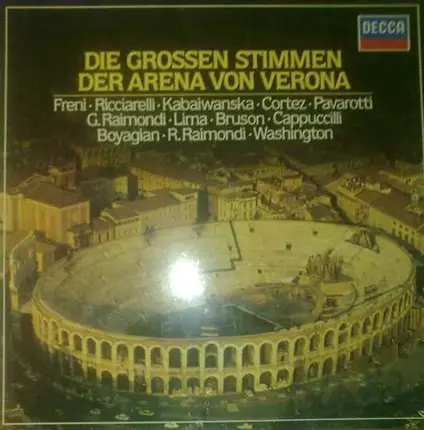 DECCA
DIE GROSSEN STIMMEN
DER ARENA VON VERONA
Freni · Ricciarelli · Kabaiwanska · Cortez · Pavarotti
G. Raimondi · Lima · Bruson · Cappuccilli
Boyagian · R. Raimondi · Washington